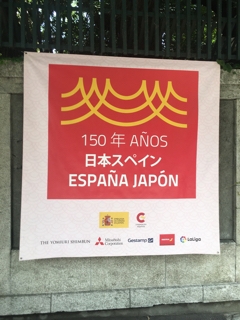 150 年 AÑOS
日本スペイン
ESPAÑA JAPÓN
THE YOMIURI SHIMBUN
Mitsubishi Corporation
Gestamp
LaLiga